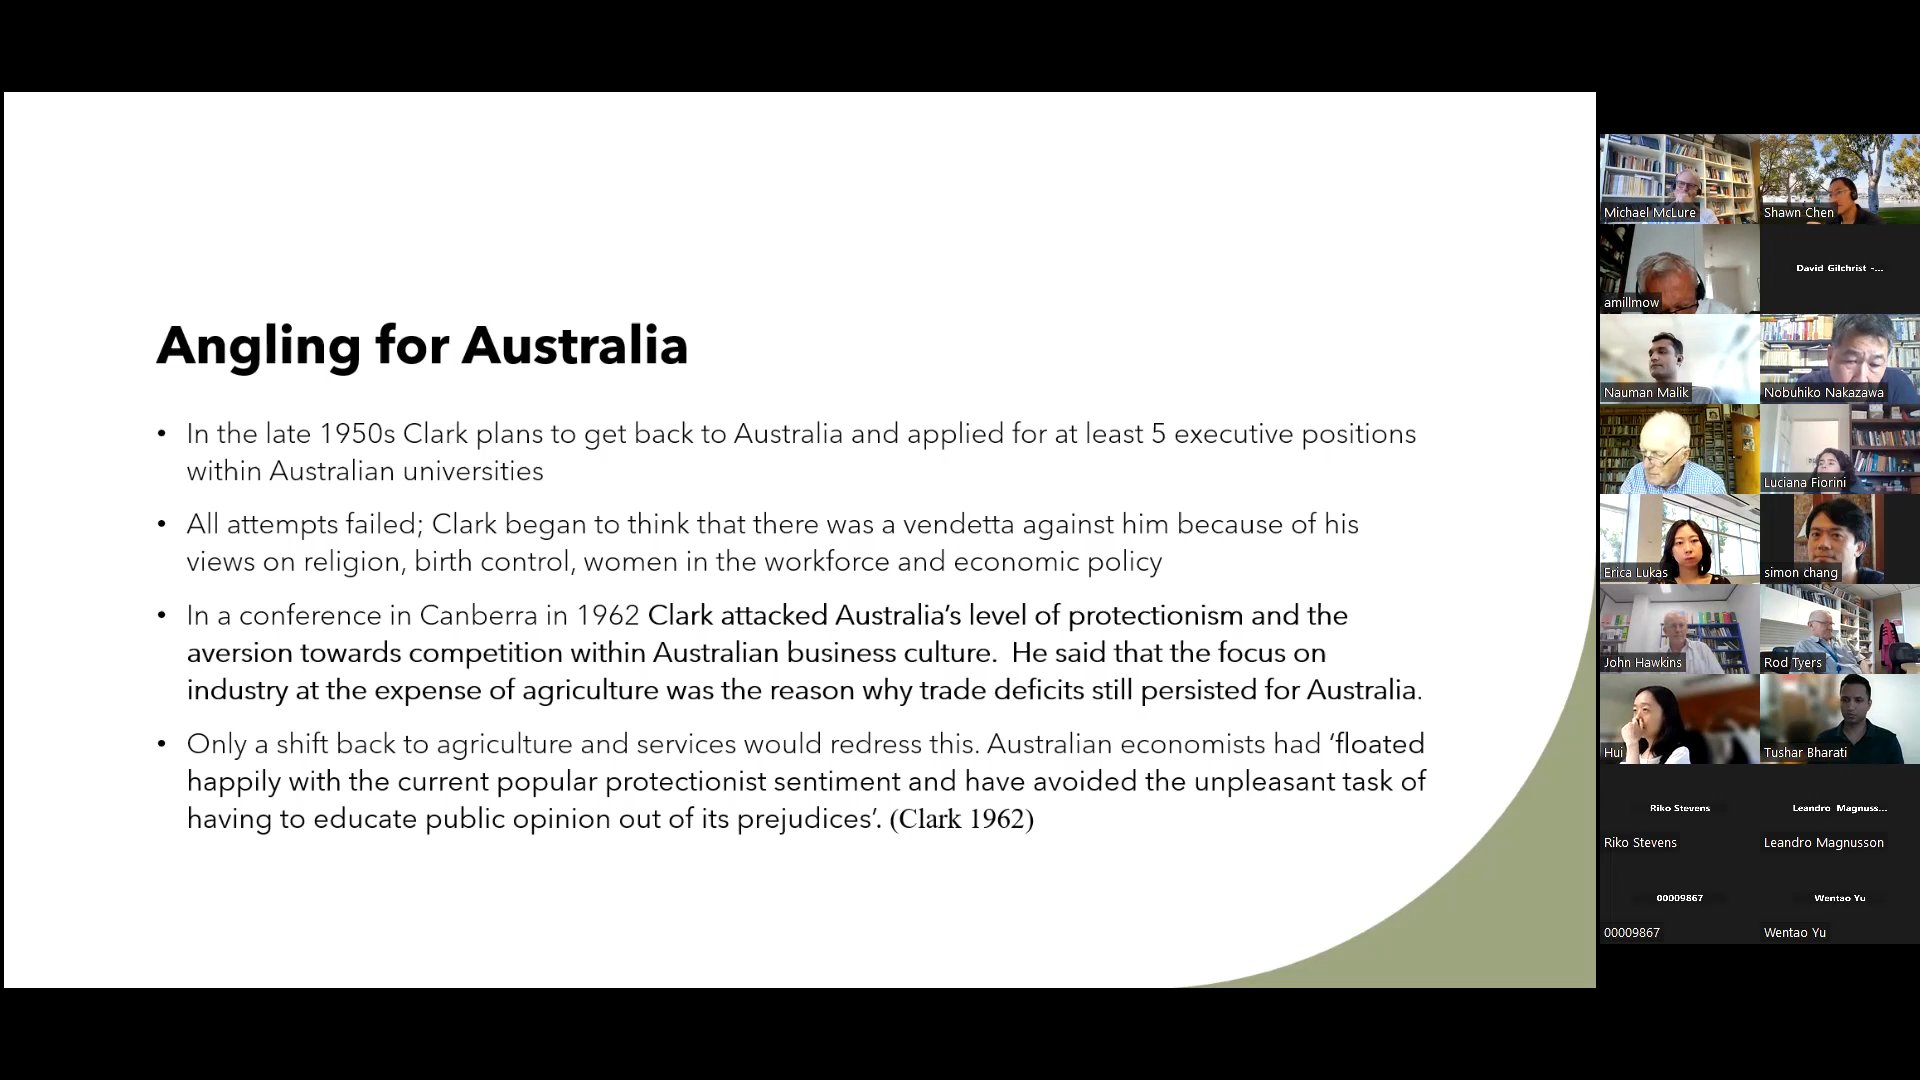 Angling for Australia
• In the late 1950s Clark plans to get back to Australia and applied for at least 5 executive positions
within Australian universities
• All attempts failed; Clark began to think that there was a vendetta against him because of his
views on religion, birth control, women in the workforce and economic policy
• In a conference in Canberra in 1962 Clark attacked Australia’s level of protectionism and the
aversion towards competition within Australian business culture.  He said that the focus on
industry at the expense of agriculture was the reason why trade deficits still persisted for Australia.
• Only a shift back to agriculture and services would redress this. Australian economists had ‘floated
happily with the current popular protectionist sentiment and have avoided the unpleasant task of
having to educate public opinion out of its prejudices’. (Clark 1962)
Michael McLure
Shawn Chen
amillmow
David Gilchrist -...
Nauman Malik
Nobuhiko Nakazawa
Luciana Fiorini
Erica Lukas
simon chang
John Hawkins
Rod Tyers
Hui
Tushar Bharati
Riko Stevens
Leandro Magnuss...
Riko Stevens
Leandro Magnusson
00009867
Wentao Yu
00009867
Wentao Yu